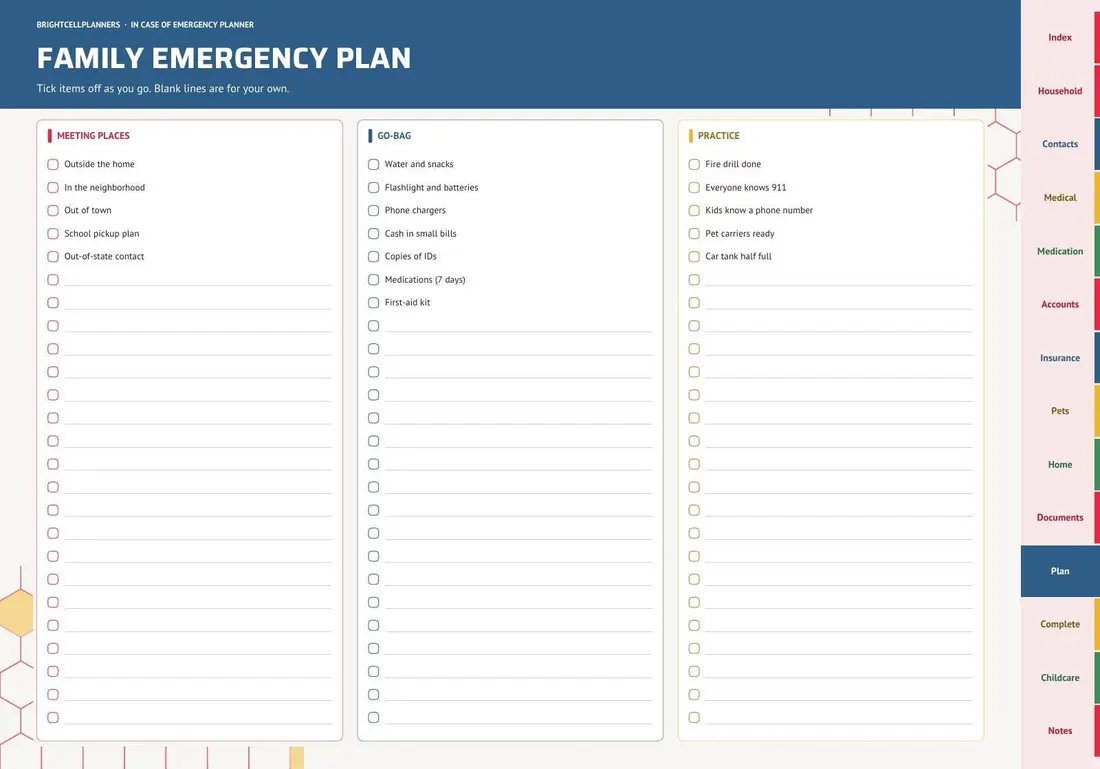 BRIGHTCELLPLANNERS · IN CASE OF EMERGENCY PLANNER
FAMILY EMERGENCY PLAN
Tick items off as you go. Blank lines are for your own.
MEETING PLACES
Outside the home
In the neighborhood
Out of town
School pickup plan
Out-of-state contact
GO-BAG
Water and snacks
Flashlight and batteries
Phone chargers
Cash in small bills
Copies of IDs
Medications (7 days)
First-aid kit
PRACTICE
Fire drill done
Everyone knows 911
Kids know a phone number
Pet carriers ready
Car tank half full
Index
Household
Contacts
Medical
Medication
Accounts
Insurance
Pets
Home
Documents
Plan
Complete
Childcare
Notes